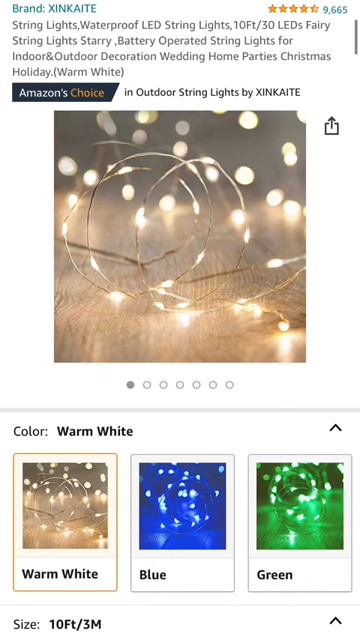 Brand: XINKAITE
9,665
String Lights,Waterproof LED String Lights,10Ft/30 LEDs Fairy
String Lights Starry ,Battery Operated String Lights for
Indoor&Outdoor Decoration Wedding Home Parties Christmas
Holiday.(Warm White)
Amazon's Choice in Outdoor String Lights by XINKAITE
Color: Warm White
Warm White
Blue
Green
Size: 10Ft/3M